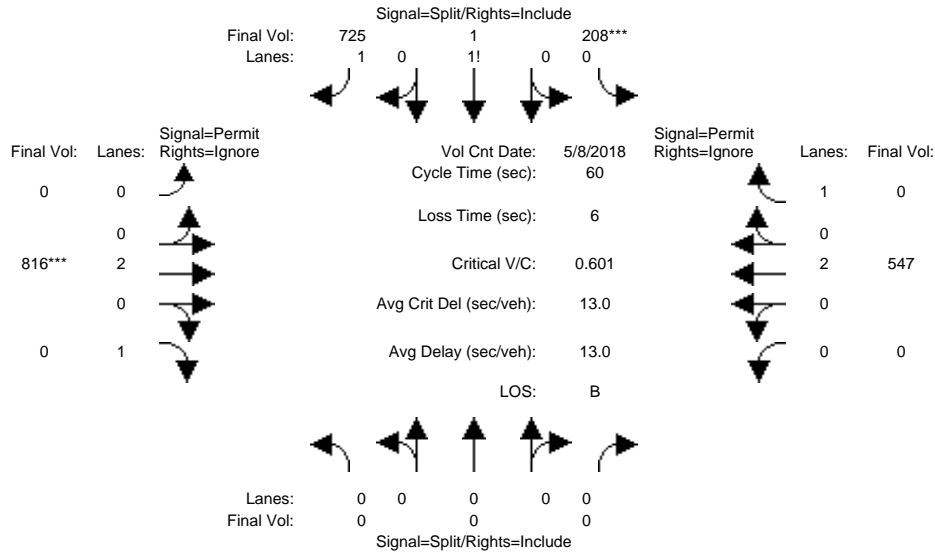 Signal=Split/Rights=Include
Final Vol: 725 1 208***
Lanes: 1 0 1! 0 0
Signal=Permit Signal=Permit
Final Vol: Lanes: Rights=Ignore Vol Cnt Date: 5/8/2018 Rights=Ignore Lanes: Final Vol:
Cycle Time (sec): 60
0 0 1 0
Loss Time (sec): 6
0 0
816*** 2 Critical V/C: 0.601 2 547
0 Avg Crit Del (sec/veh): 13.0 0
0 1 Avg Delay (sec/veh): 13.0 0 0
LOS: B
Lanes: 0 0 0 0 0
Final Vol: 0 0 0
Signal=Split/Rights=Include